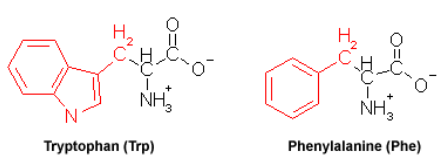 H2 H O C O− N NH3+
Tryptophan (Trp)
H2 C H C O C O− NH3+
Phenylalanine (Phe)